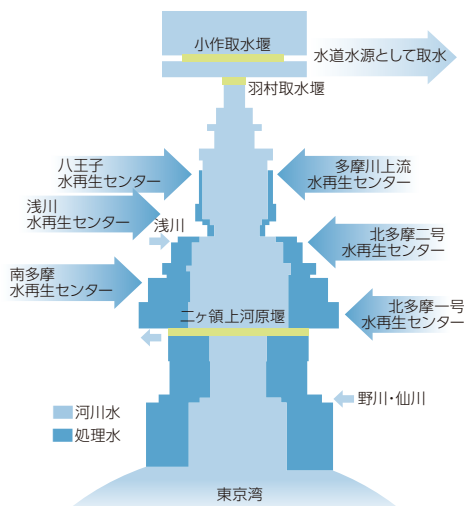 小作取水堰
水道水源として取水
羽村取水堰
八王子
水再生センター
多摩川上流
水再生センター
浅川
水再生センター
浅川
北多摩二号
水再生センター
南多摩
水再生センター
北多摩一号
水再生センター
二ヶ領上河原堰
野川・仙川
河川水
処理水
東京湾